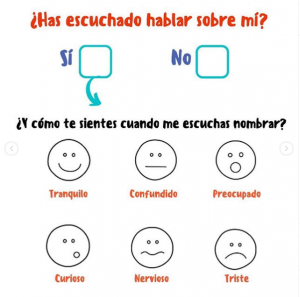 ¿Has escuchado hablar sobre mí?
Sí No
¿Y cómo te sientes cuando me escuchas nombrar?
Tranquilo Confundido Preocupado
Curioso Nervioso Triste